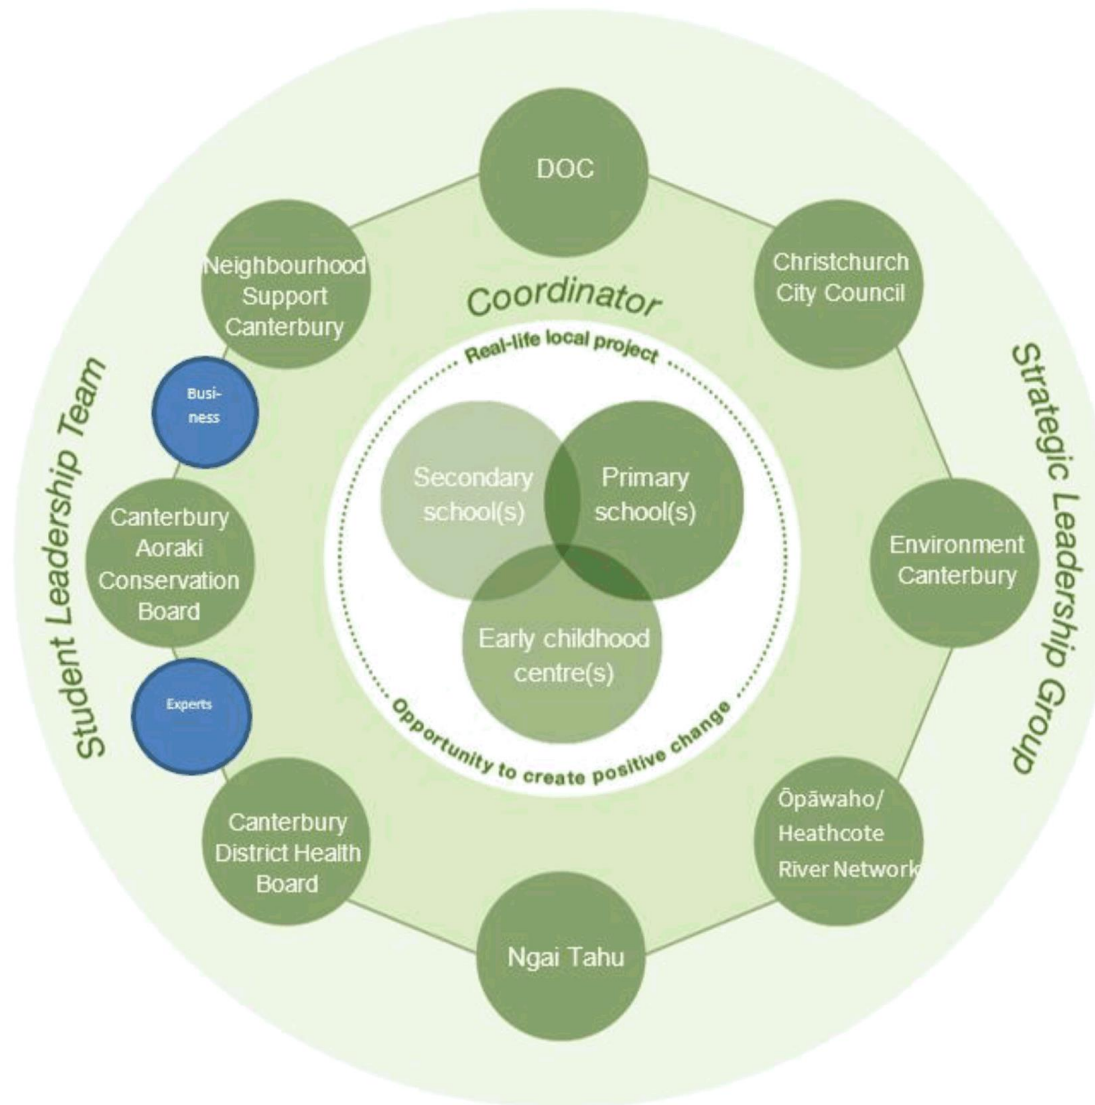 DOC
Neighbourhood
Support
Canterbury
Christchurch
City Council
Coordinator
Real-life local project
Busi-
ness
Student Leadership Team
Strategic Leadership Group
Secondary
school(s)
Primary
school(s)
Canterbury
Aoraki
Conservation
Board
Environment
Canterbury
Early childhood
centre(s)
Experts
Opportunity to create positive change
Canterbury
District Health
Board
Ōpāwaho/
Heathcote
River Network
Ngai Tahu